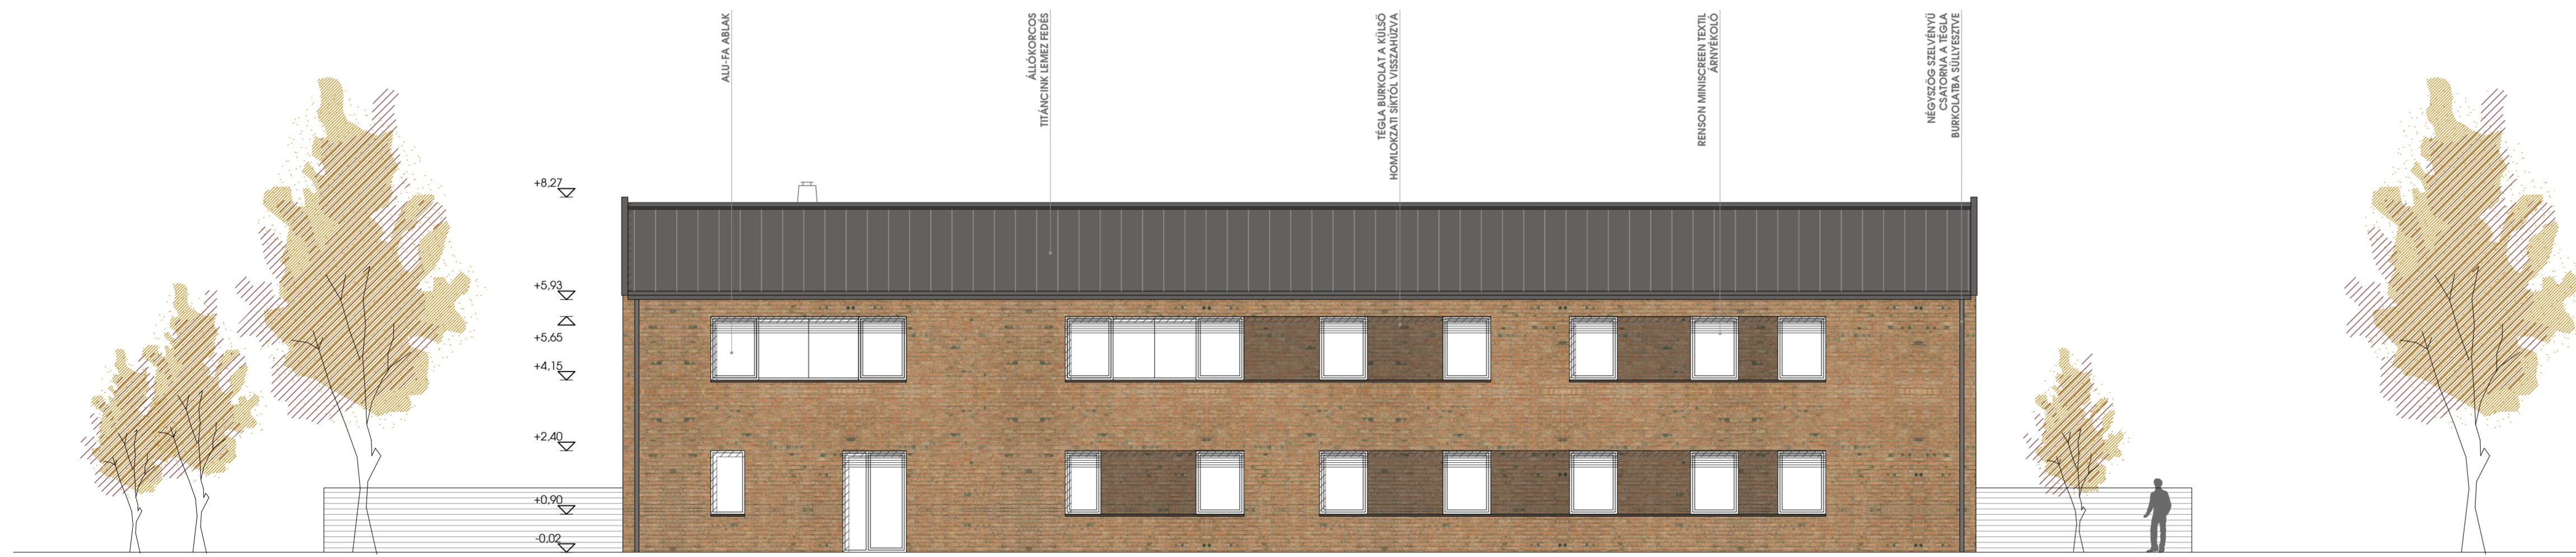 ALU-FA ABLAK
ÁLLÓKORCOS
TITÁNCINK LEMEZ FEDÉS
TÉGLA BURKOLAT A KÜLSŐ
HOMLOKZATI SÍKTÓL VISSZAHÚZVA
RENSON MINISCREEN TEXTIL
ÁRNYÉKOLÓ
NÉGYSZÖG SZELVÉNYŰ
CSATORNA A TÉGLA
BURKOLATBA SÜLLYESZTVE
+8,27
+5,93
+5,65
+4,15
+2,40
+0,90
-0,02